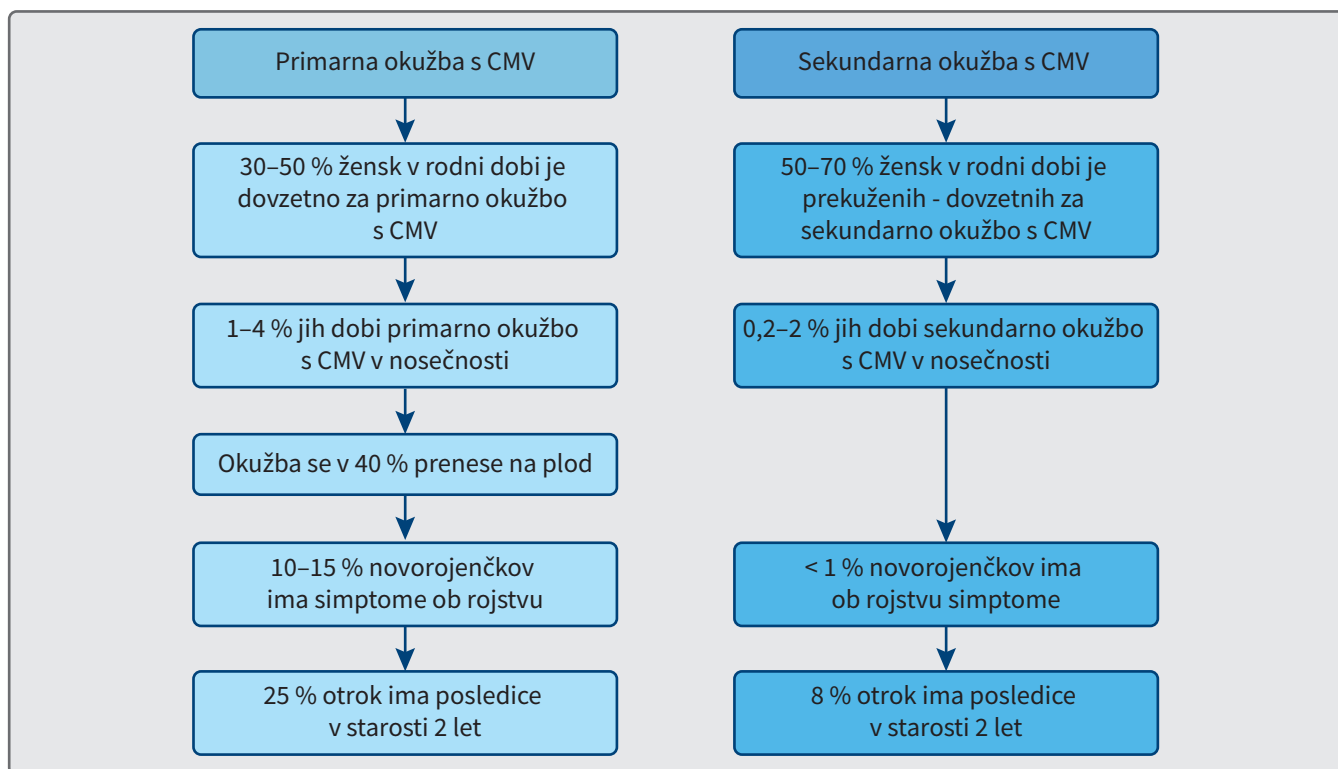 Primarna okužba s CMV
30–50 % žensk v rodni dobi je
dovzetno za primarno okužbo
s CMV
1–4 % jih dobi primarno okužbo
s CMV v nosečnosti
Okužba se v 40 % prenese na plod
10–15 % novorojenčkov
ima simptome ob rojstvu
25 % otrok ima posledice
v starosti 2 let
Sekundarna okužba s CMV
50–70 % žensk v rodni dobi je
prekuženih - dovzetnih za
sekundarno okužbo s CMV
0,2–2 % jih dobi sekundarno okužbo
s CMV v nosečnosti
< 1 % novorojenčkov ima
ob rojstvu simptome
8 % otrok ima posledice
v starosti 2 let